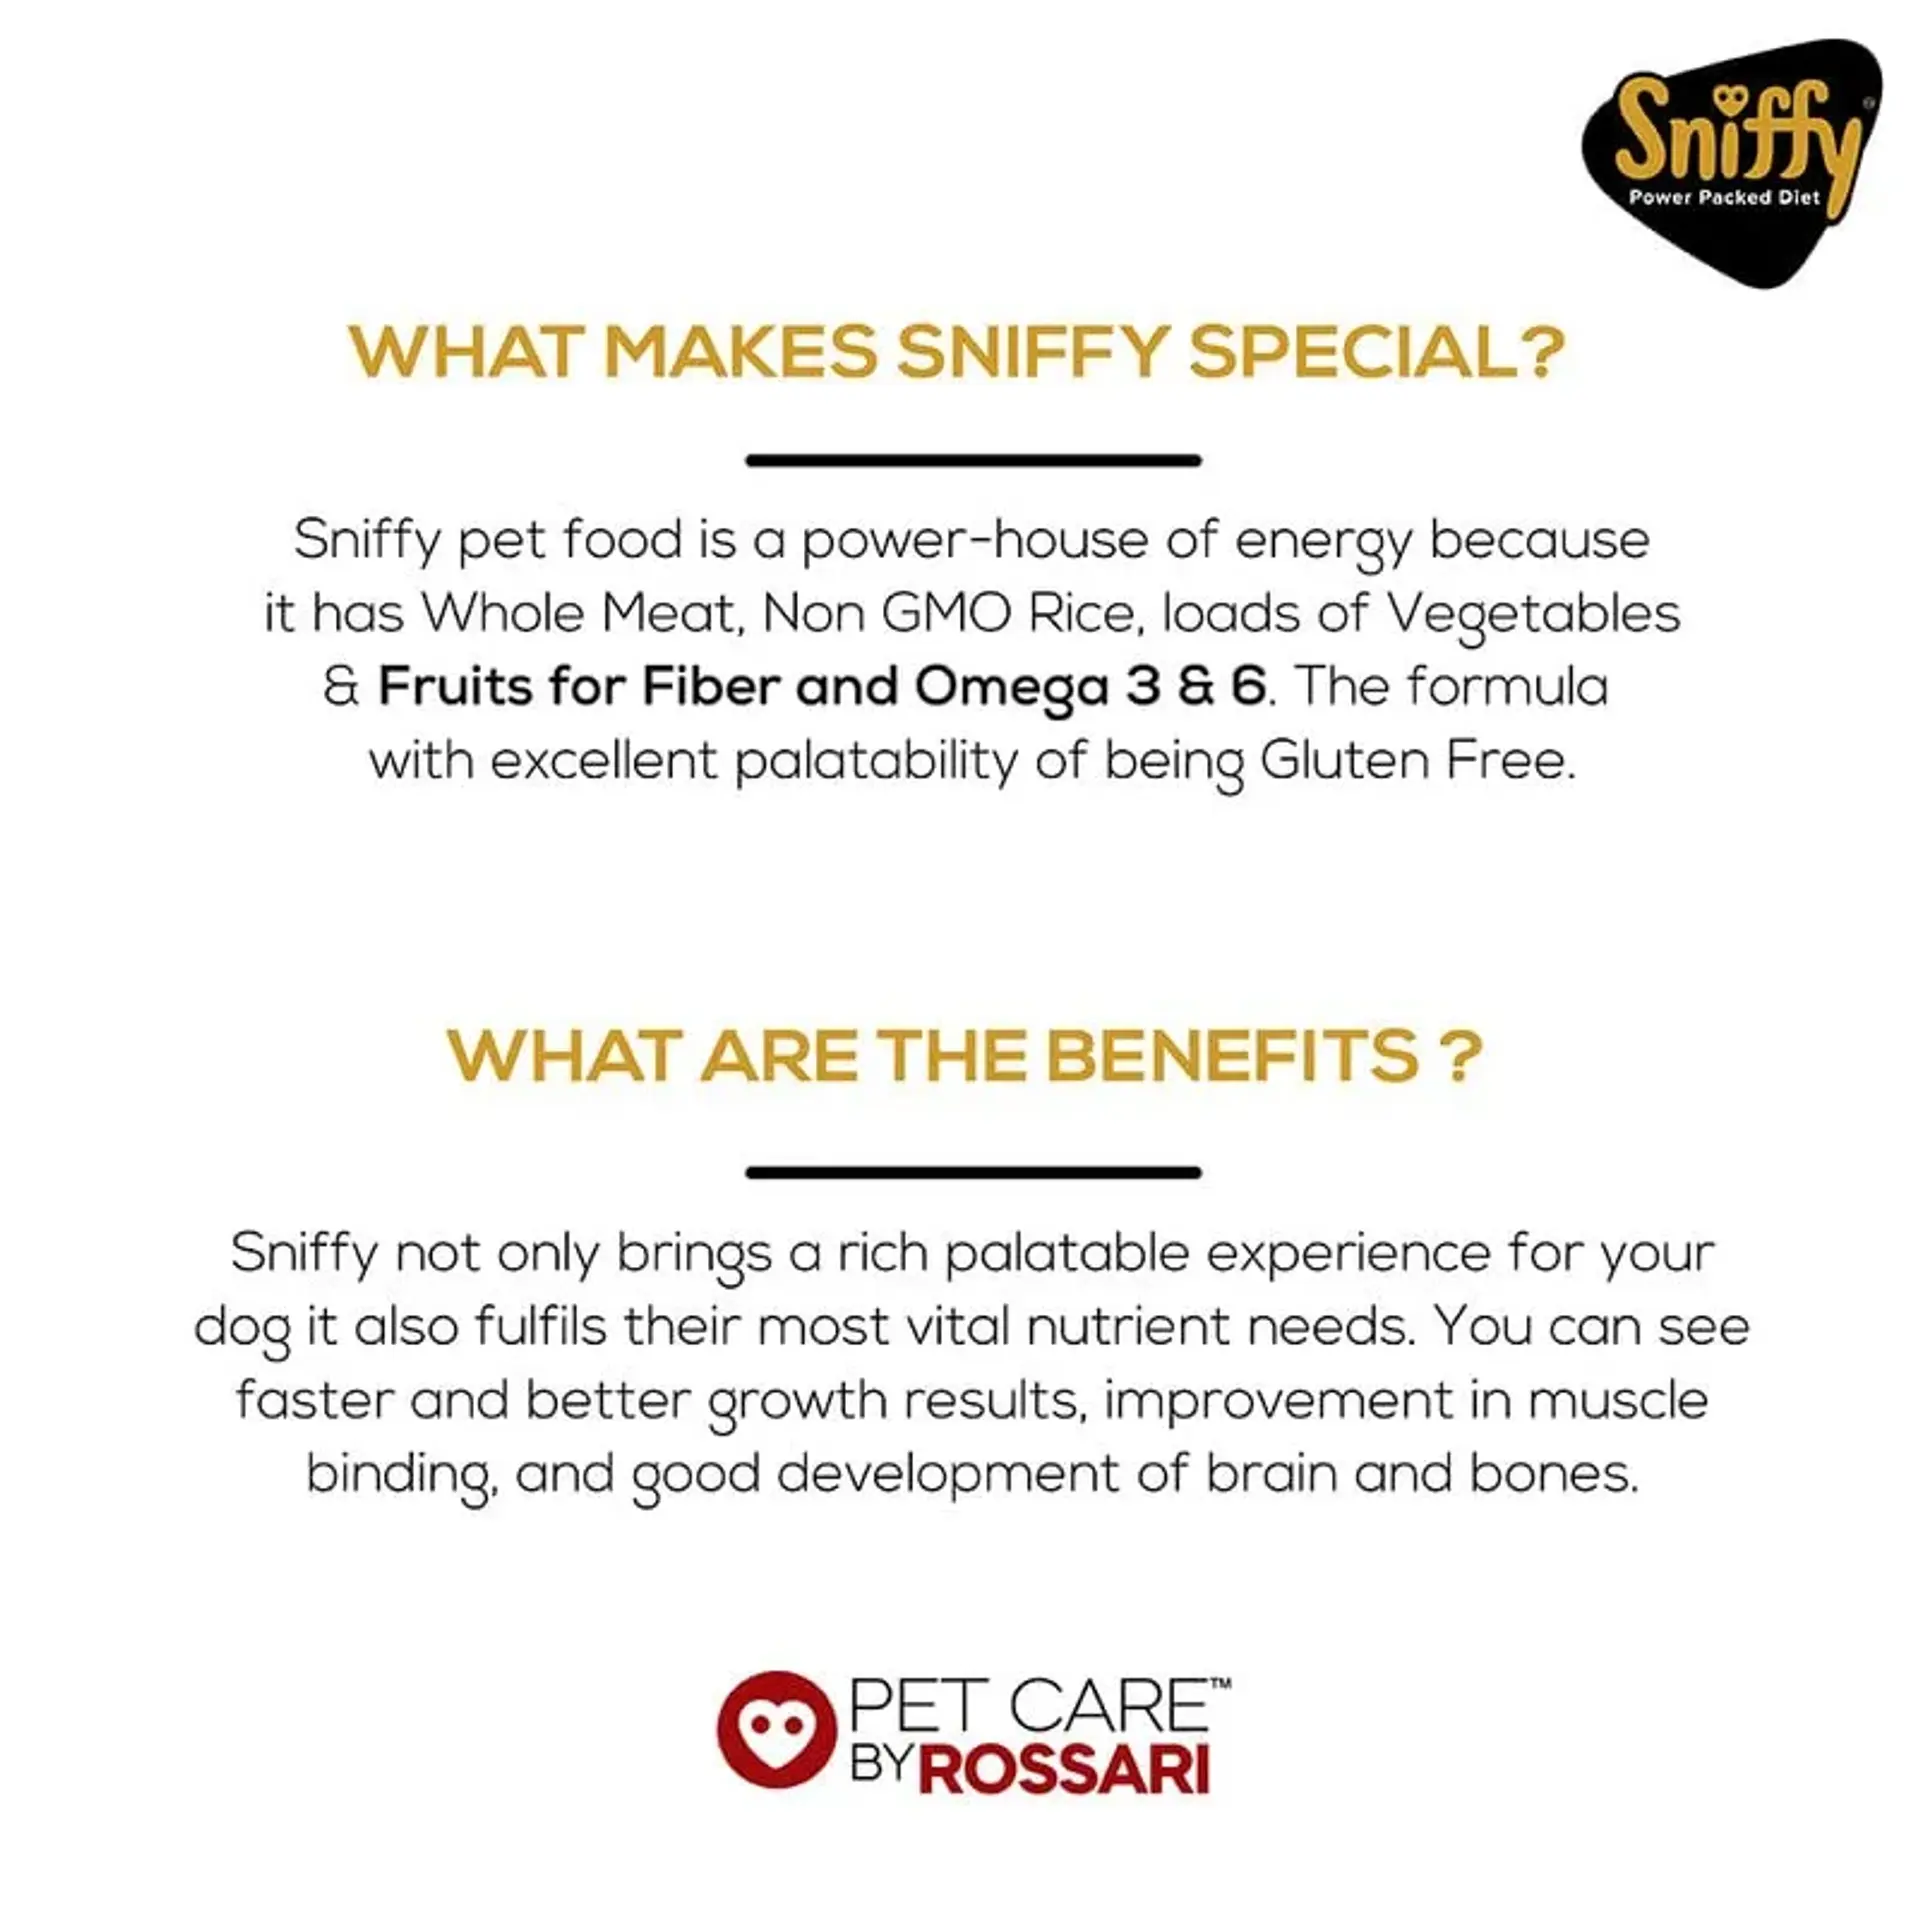 Sniffy®
Power Packed Diet
WHAT MAKES SNIFFY SPECIAL?
Sniffy pet food is a power-house of energy because
it has Whole Meat, Non GMO Rice, loads of Vegetables
& Fruits for Fiber and Omega 3 & 6. The formula
with excellent palatability of being Gluten Free.
WHAT ARE THE BENEFITS ?
Sniffy not only brings a rich palatable experience for your
dog it also fulfils their most vital nutrient needs. You can see
faster and better growth results, improvement in muscle
binding, and good development of brain and bones.
PET CARE™
BY ROSSARI